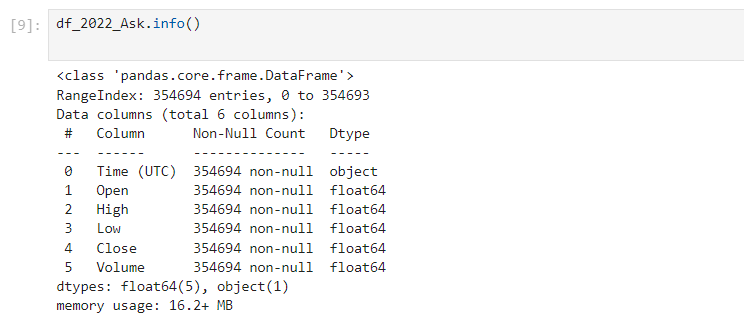 [9]: df_2022_Ask.info()
<class 'pandas.core.frame.DataFrame'>
RangeIndex: 354694 entries, 0 to 354693
Data columns (total 6 columns):
 #   Column      Non-Null Count   Dtype
---  ------      --------------   -----
 0   Time (UTC)  354694 non-null  object
 1   Open        354694 non-null  float64
 2   High        354694 non-null  float64
 3   Low         354694 non-null  float64
 4   Close       354694 non-null  float64
 5   Volume      354694 non-null  float64
dtypes: float64(5), object(1)
memory usage: 16.2+ MB